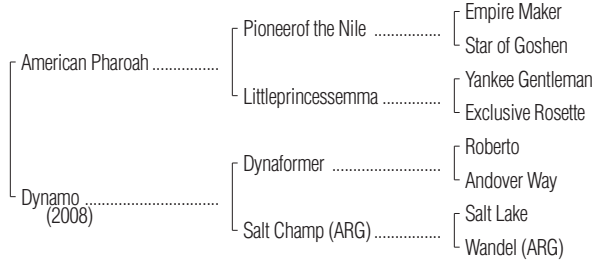 Empire Maker
Pioneerof the Nile ................
Star of Goshen
American Pharoah ................
Yankee Gentleman
Littleprincessemma ..............
Exclusive Rosette
Roberto
Dynaformer ..........................
Andover Way
Dynamo ................................
(2008)
Salt Lake
Salt Champ (ARG) ................
Wandel (ARG)